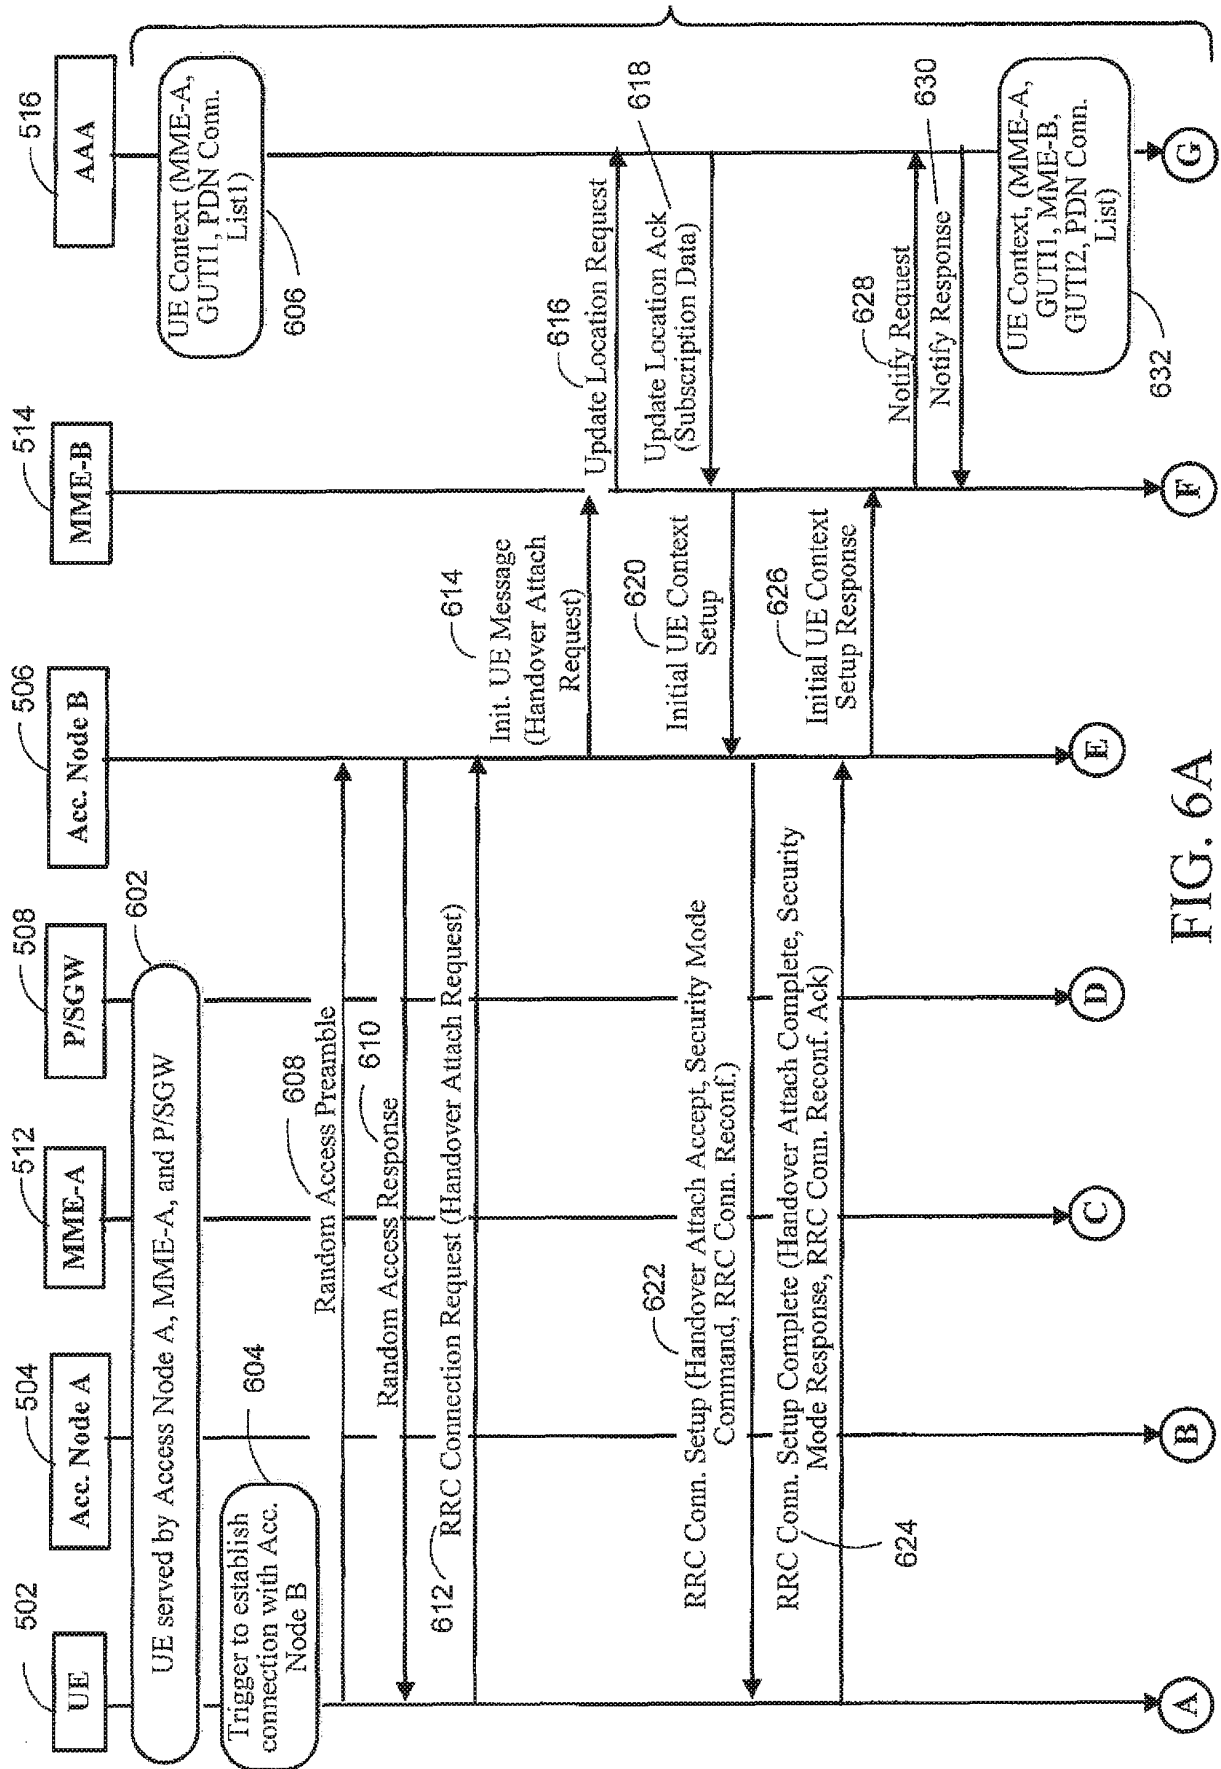 502
UE
504
Acc. Node A
512
MME-A
508
P/SGW
506
Acc. Node B
514
MME-B
516
AAA
602
UE served by Access Node A, MME-A, and P/SGW
604
Trigger to establish
connection with Acc.
Node B
UE Context (MME-A,
GUTI1, PDN Conn.
List1)
606
608
Random Access Preamble
610
Random Access Response
612
RRC Connection Request (Handover Attach Request)
614
Init. UE Message
(Handover Attach
Request)
616
Update Location Request
618
Update Location Ack
(Subscription Data)
620
Initial UE Context
Setup
622
RRC Conn. Setup (Handover Attach Accept, Security Mode
Command, RRC Conn. Reconf.)
RRC Conn. Setup Complete (Handover Attach Complete, Security
Mode Response, RRC Conn. Reconf. Ack)
624
626
Initial UE Context
Setup Response
628
Notify Request
630
Notify Response
UE Context, (MME-A,
GUTI1, MME-B,
GUTI2, PDN Conn.
List)
632
A
B
C
D
E
F
G
FIG. 6A